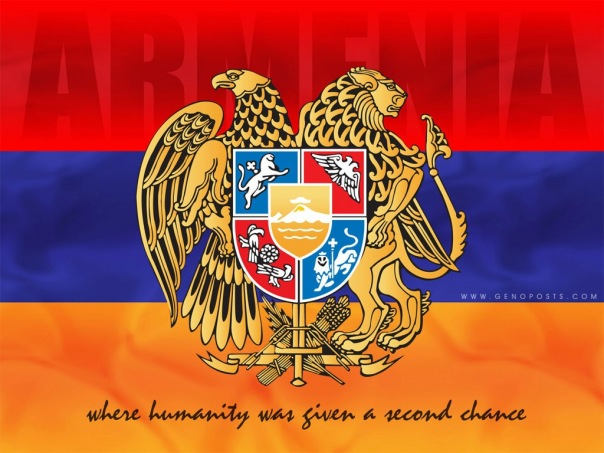 ARMENIA
WWW.GENOPOSTS.COM
where humanity was given a second chance